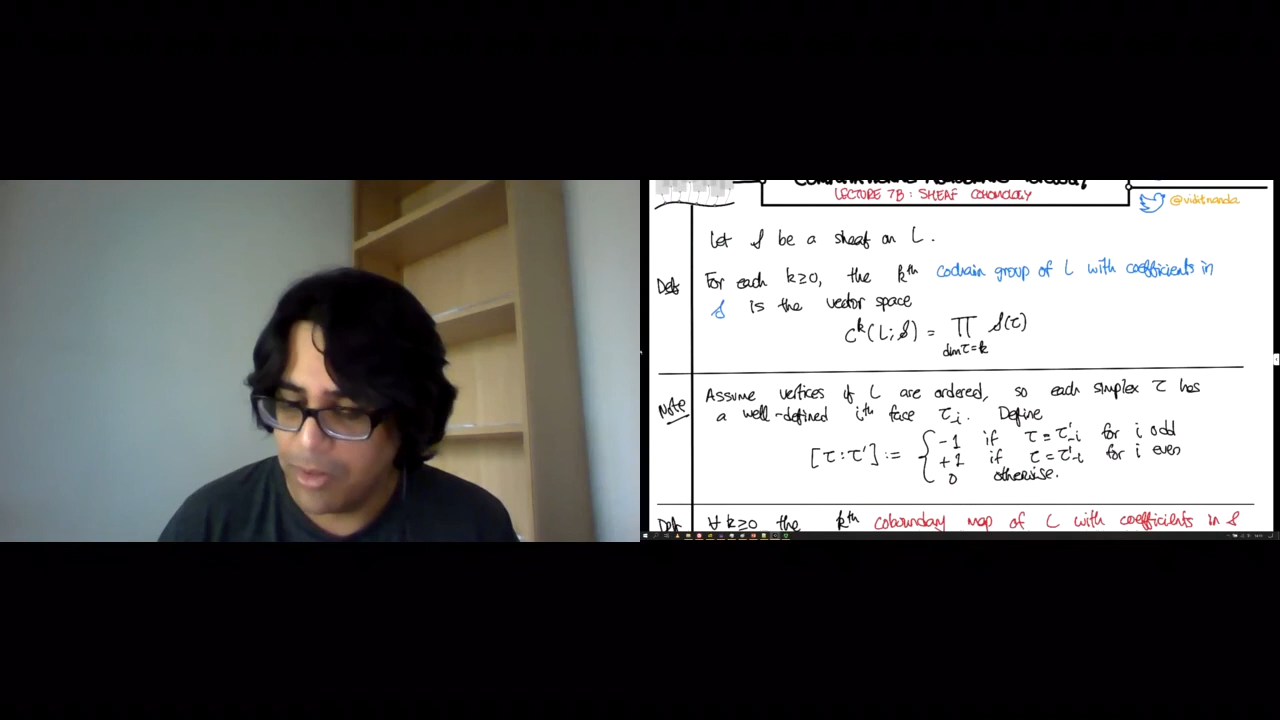 LECTURE 7B : SHEAF COHOMOLOGY
@viditnanda
Let 𝒮 be a sheaf on L.
Def For each k≥0, the kᵗʰ cochain group of L with coefficients in
𝒮 is the vector space
Cᵏ(L; 𝒮) = ∏ 𝒮(τ)
dim τ = k
Note Assume vertices of L are ordered, so each simplex τ has
a well-defined iᵗʰ face τ₋ᵢ. Define
[τ:τ'] := { -1 if τ = τ'₋ᵢ for i odd
+1 if τ = τ'₋ᵢ for i even
0 otherwise.
Def ∀ k≥0 the kᵗʰ coboundary map of L with coefficients in 𝒮